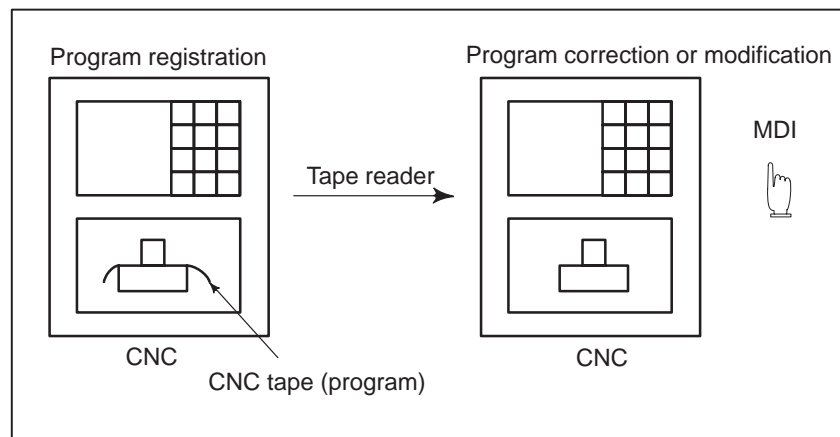 Program registration
Program correction or modification
MDI
Tape reader
CNC
CNC
CNC tape (program)